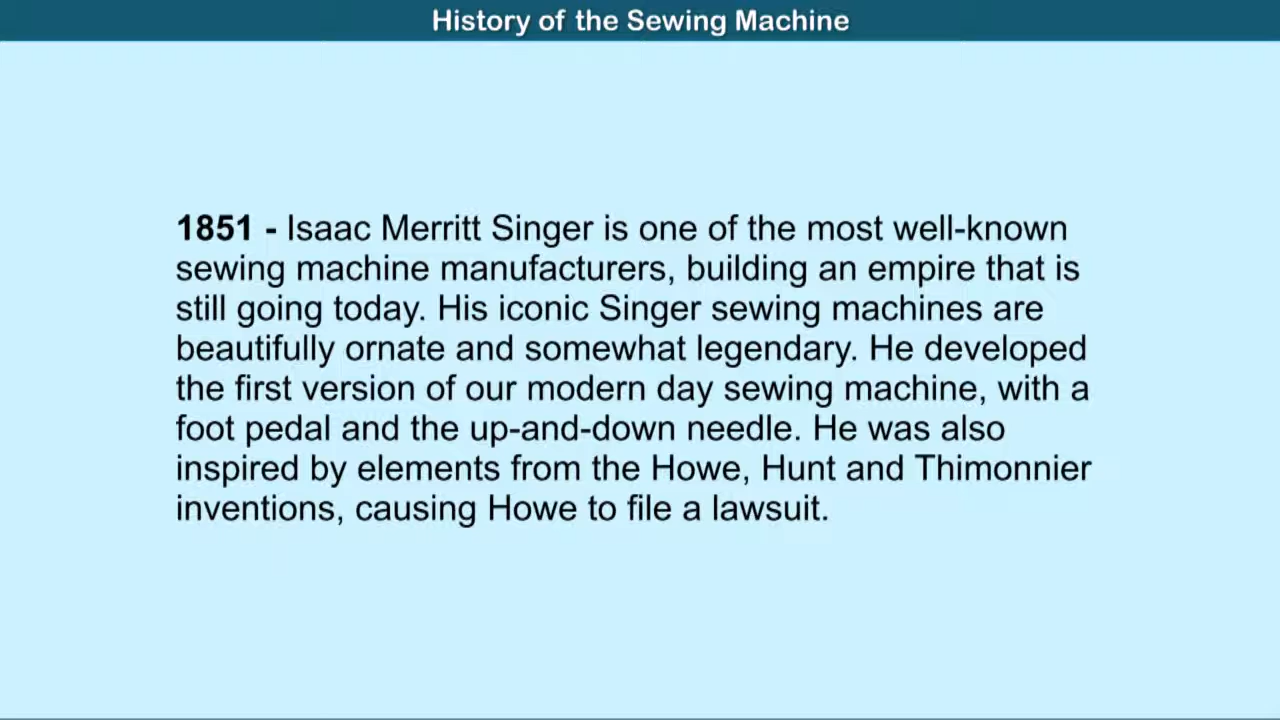 History of the Sewing Machine
1851 - Isaac Merritt Singer is one of the most well-known
sewing machine manufacturers, building an empire that is
still going today. His iconic Singer sewing machines are
beautifully ornate and somewhat legendary. He developed
the first version of our modern day sewing machine, with a
foot pedal and the up-and-down needle. He was also
inspired by elements from the Howe, Hunt and Thimonnier
inventions, causing Howe to file a lawsuit.